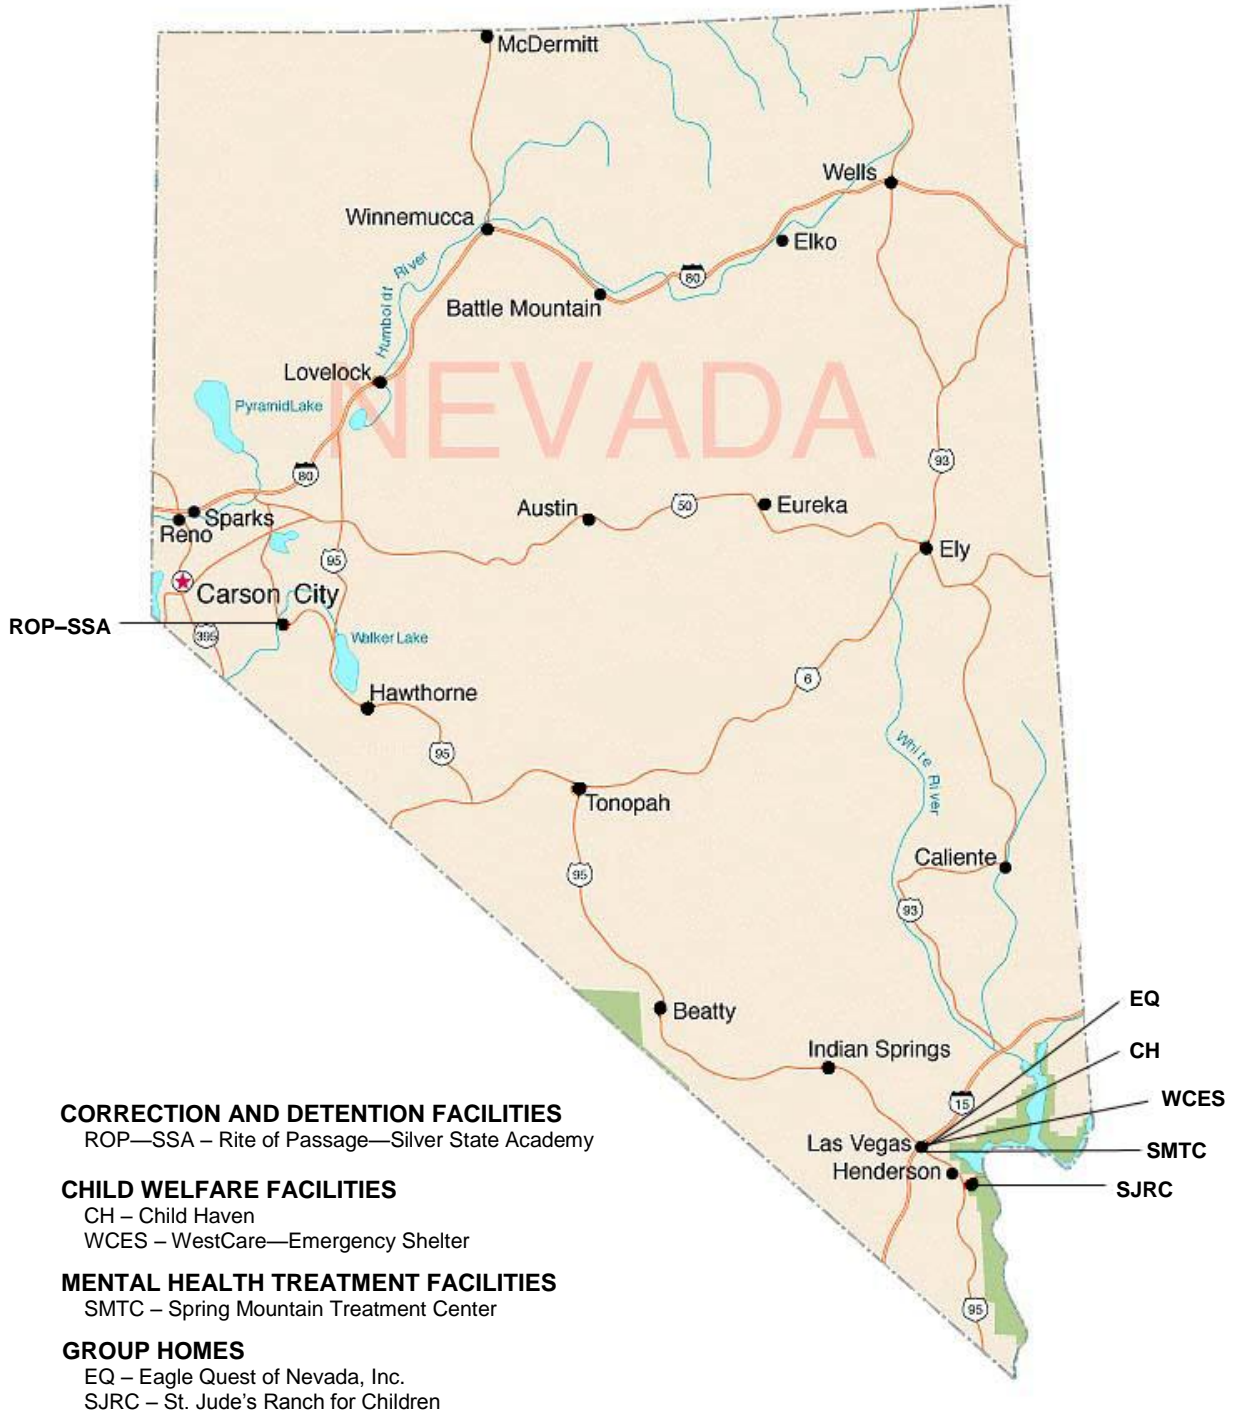 McDermitt
Wells
Winnemucca
Elko
Humboldt River
80
Battle Mountain
Lovelock
NEVADA
PyramidLake
93
80
Austin
50
Eureka
Sparks
Reno
Ely
95
Carson City
ROP–SSA
395
Walker Lake
6
Hawthorne
95
White River
Tonopah
Caliente
95
93
EQ
Beatty
Indian Springs
CH
15
WCES
Las Vegas
SMTC
Henderson
SJRC
95
CORRECTION AND DETENTION FACILITIES
ROP—SSA – Rite of Passage—Silver State Academy
CHILD WELFARE FACILITIES
CH – Child Haven
WCES – WestCare—Emergency Shelter
MENTAL HEALTH TREATMENT FACILITIES
SMTC – Spring Mountain Treatment Center
GROUP HOMES
EQ – Eagle Quest of Nevada, Inc.
SJRC – St. Jude’s Ranch for Children